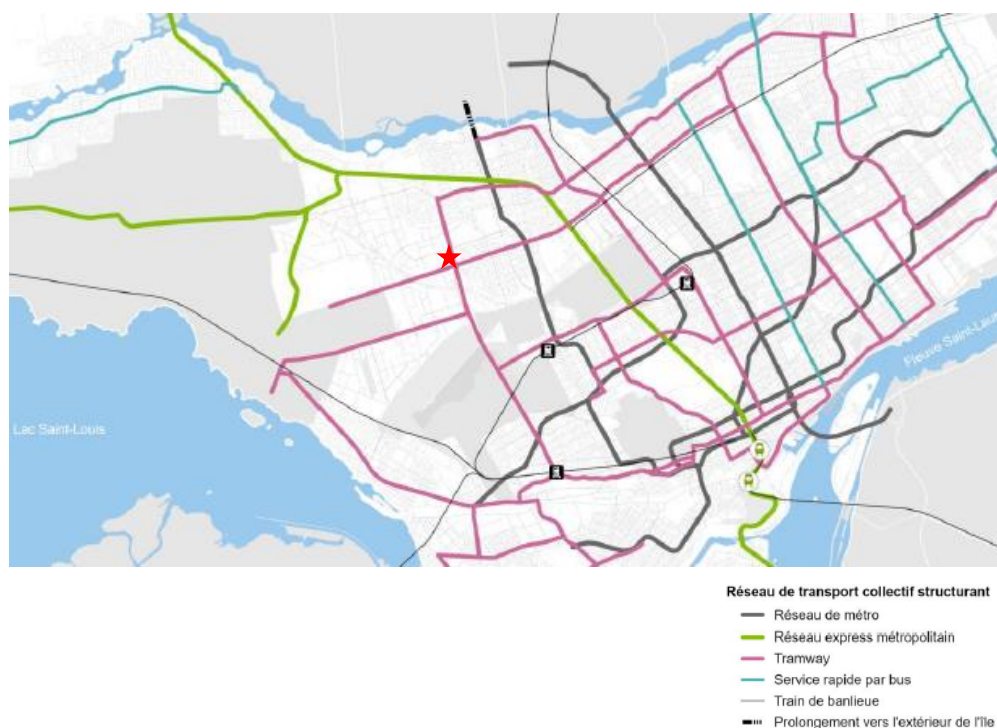 Lac Saint-Louis
Fleuve Saint-Lau
Réseau de transport collectif structurant
Réseau de métro
Réseau express métropolitain
Tramway
Service rapide par bus
Train de banlieue
Prolongement vers l'extérieur de l'île